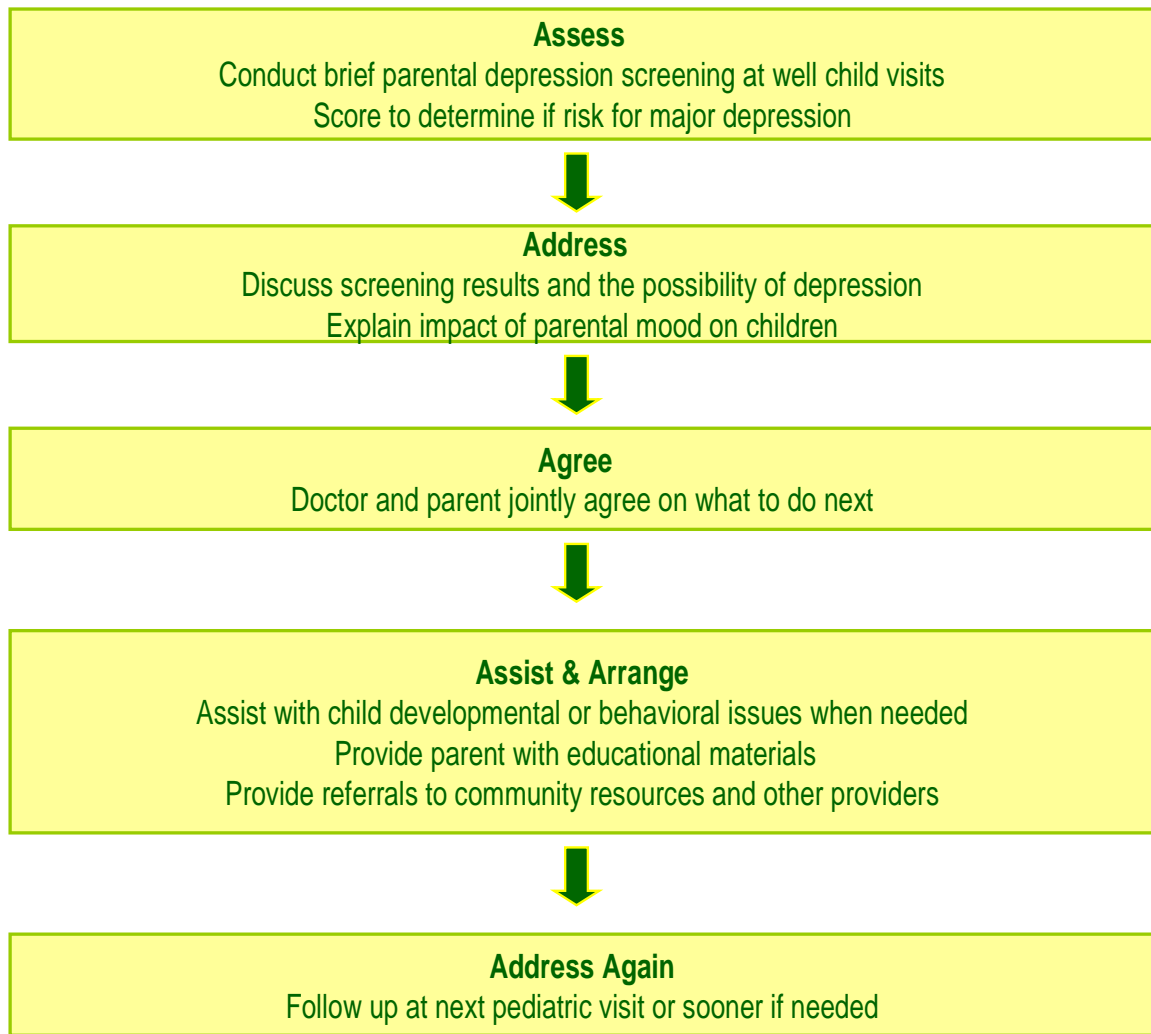 Assess
Conduct brief parental depression screening at well child visits
Score to determine if risk for major depression
Address
Discuss screening results and the possibility of depression
Explain impact of parental mood on children
Agree
Doctor and parent jointly agree on what to do next
Assist & Arrange
Assist with child developmental or behavioral issues when needed
Provide parent with educational materials
Provide referrals to community resources and other providers
Address Again
Follow up at next pediatric visit or sooner if needed